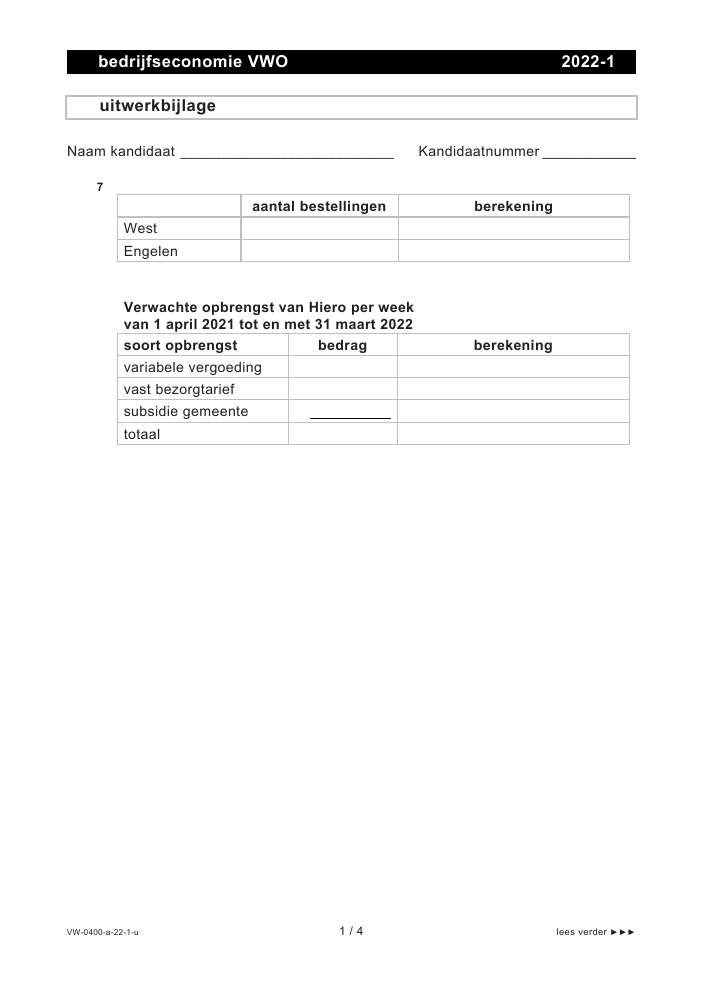 bedrijfseconomie VWO 2022-1
uitwerkbijlage
Naam kandidaat __________________________ Kandidaatnummer ___________
7
aantal bestellingen berekening
West
Engelen
Verwachte opbrengst van Hiero per week
van 1 april 2021 tot en met 31 maart 2022
soort opbrengst bedrag berekening
variabele vergoeding
vast bezorgtarief
subsidie gemeente
totaal
VW-0400-a-22-1-u 1 / 4 lees verder ►►►